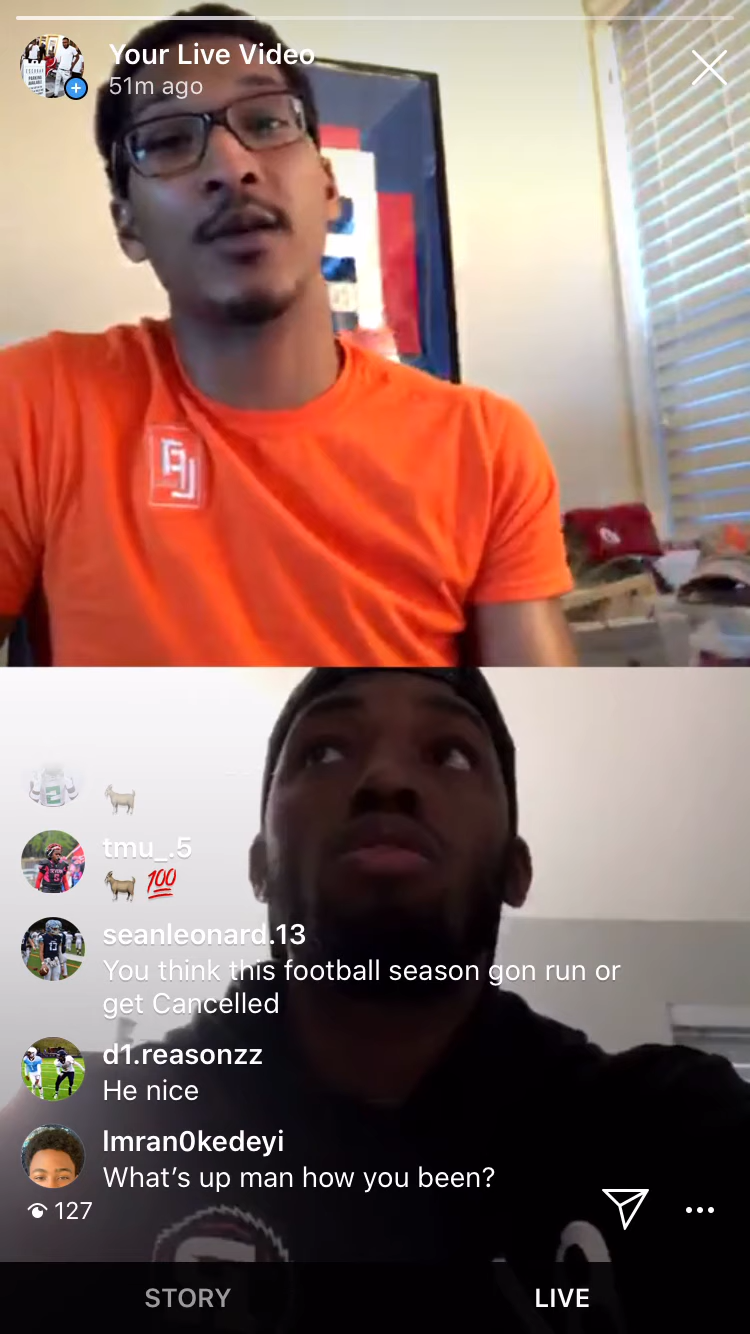 Your Live Video
51m ago
tmu_.5
100
seanleonard.13
You think this football season gon run or
get Cancelled
d1.reasonzz
He nice
Imran0kedeyi
What's up man how you been?
127
STORY
LIVE